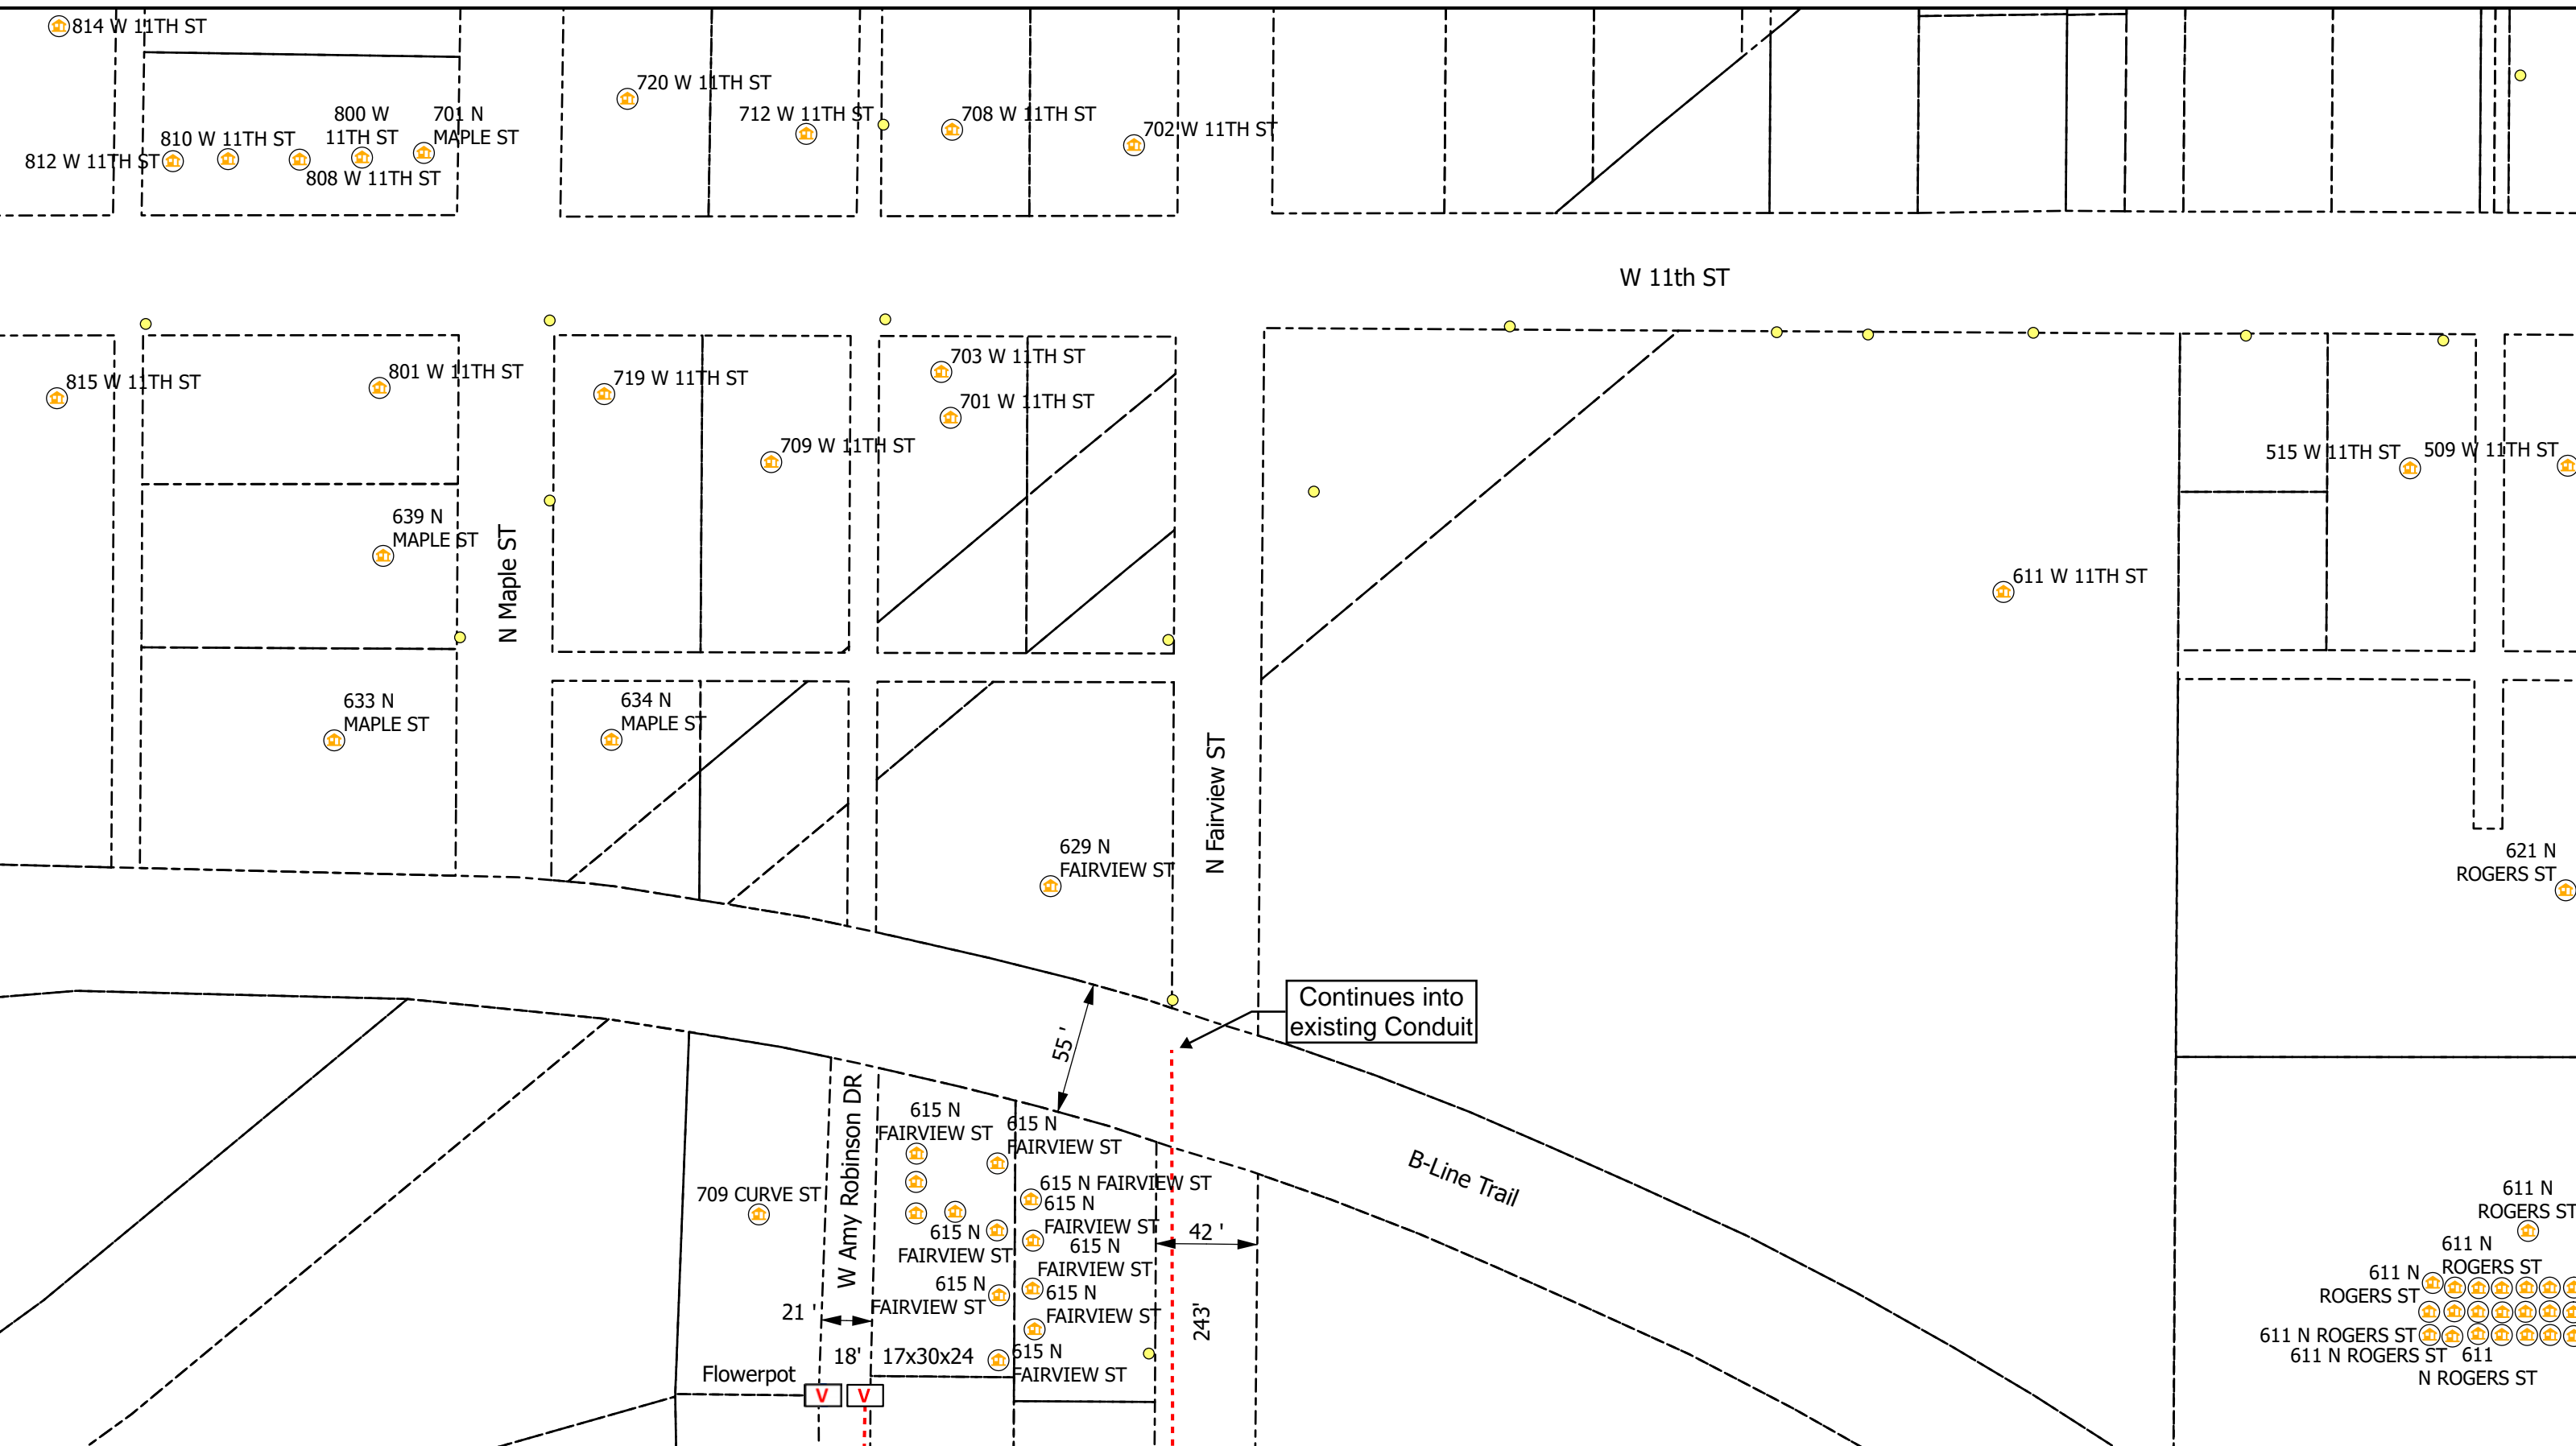 814 W 11TH ST
720 W 11TH ST
800 W
11TH ST
701 N
MAPLE ST
712 W 11TH ST
708 W 11TH ST
702 W 11TH ST
810 W 11TH ST
812 W 11TH ST
808 W 11TH ST
W 11th ST
703 W 11TH ST
815 W 11TH ST
801 W 11TH ST
719 W 11TH ST
701 W 11TH ST
709 W 11TH ST
515 W 11TH ST
509 W 11TH ST
639 N
MAPLE ST
N Maple ST
611 W 11TH ST
633 N
MAPLE ST
634 N
MAPLE ST
N Fairview ST
629 N
FAIRVIEW ST
621 N
ROGERS ST
Continues into
existing Conduit
55 '
W Amy Robinson DR
615 N
FAIRVIEW ST
615 N
FAIRVIEW ST
B-Line Trail
709 CURVE ST
615 N FAIRVIEW ST
615 N
FAIRVIEW ST
611 N
ROGERS ST
42 '
615 N
FAIRVIEW ST
615 N
FAIRVIEW ST
611 N
ROGERS ST
611 N
ROGERS ST
615 N
FAIRVIEW ST
615 N
FAIRVIEW ST
21 '
243'
611 N ROGERS ST
611 N ROGERS ST
611
N ROGERS ST
18'
17x30x24
615 N
FAIRVIEW ST
Flowerpot
V
V